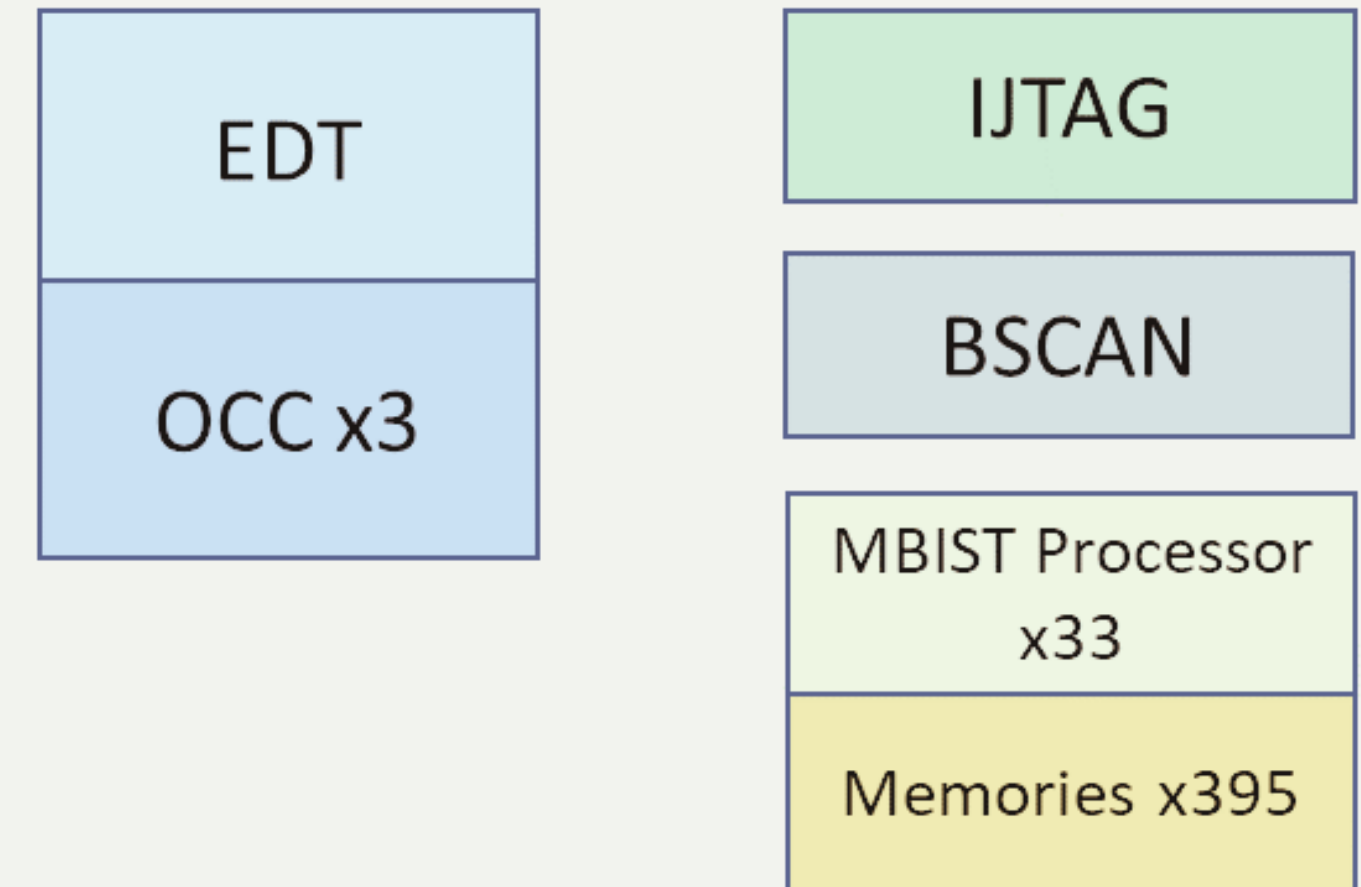 EDT
OCC x3
IJTAG
BSCAN
MBIST Processor
x33
Memories x395